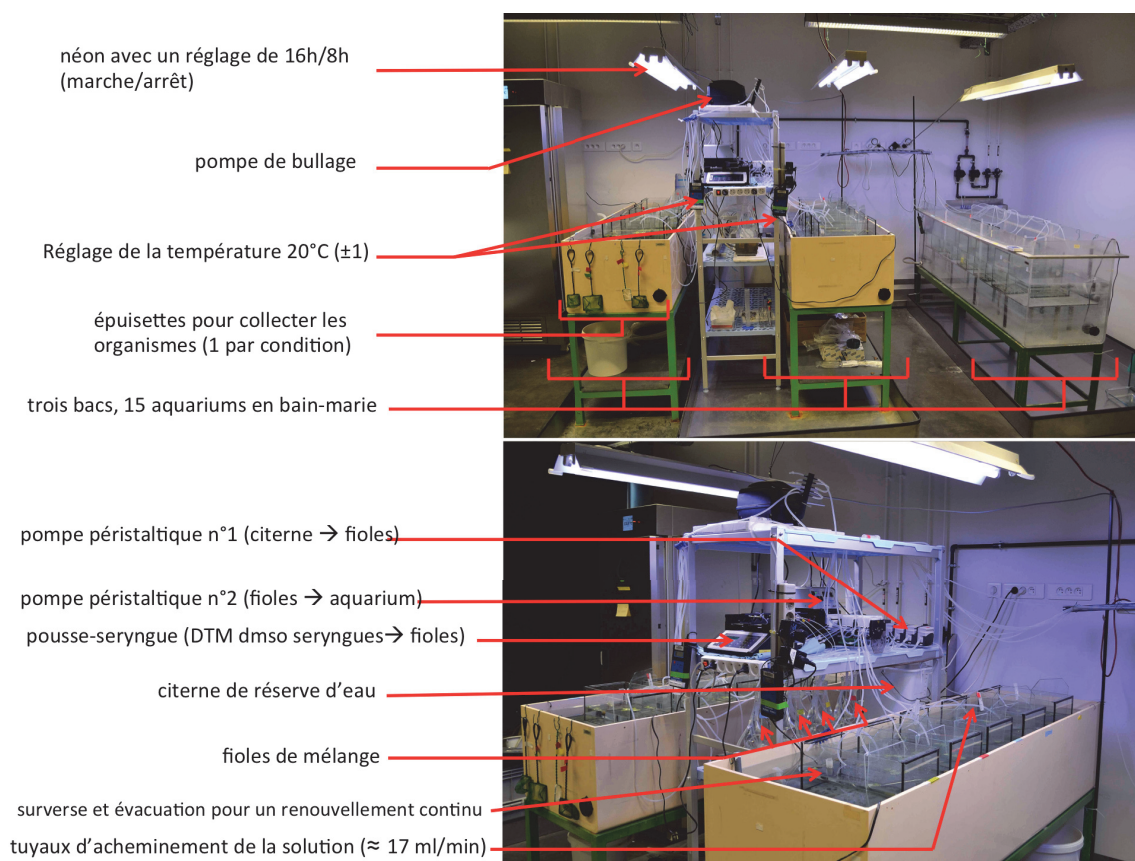 néon avec un réglage de 16h/8h
(marche/arrêt)
pompe de bullage
Réglage de la température 20°C (±1)
épuisettes pour collecter les
organismes (1 par condition)
trois bacs, 15 aquariums en bain-marie
pompe péristaltique n°1 (citerne → fioles)
pompe péristaltique n°2 (fioles → aquarium)
pousse-seryngue (DTM dmso seryngues→ fioles)
citerne de réserve d’eau
fioles de mélange
surverse et évacuation pour un renouvellement continu
tuyaux d’acheminement de la solution (≈ 17 ml/min)